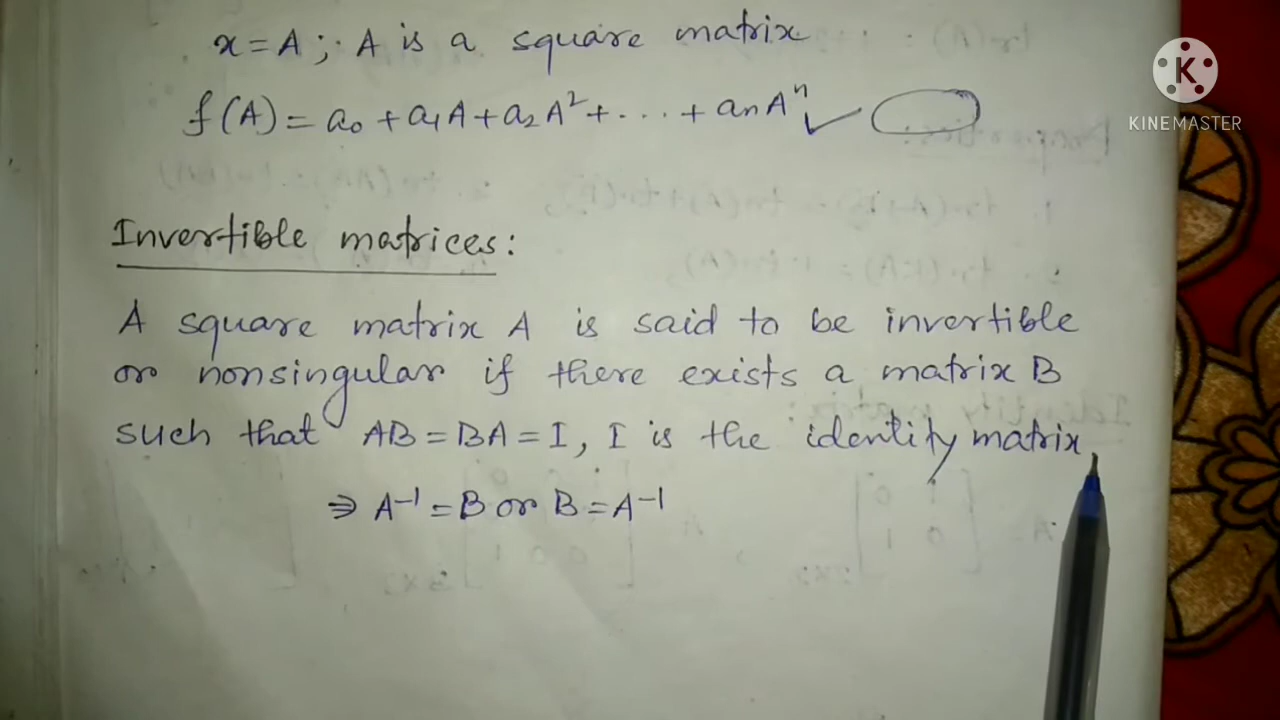 x = A ; A is a square matrix
f(A) = a₀ + a₁A + a₂A² + . . . + anAⁿ
KINEMASTER
Invertible matrices:
A square matrix A is said to be invertible
or nonsingular if there exists a matrix B
such that AB = BA = I, I is the identity matrix
⇒ A⁻¹ = B or B = A⁻¹